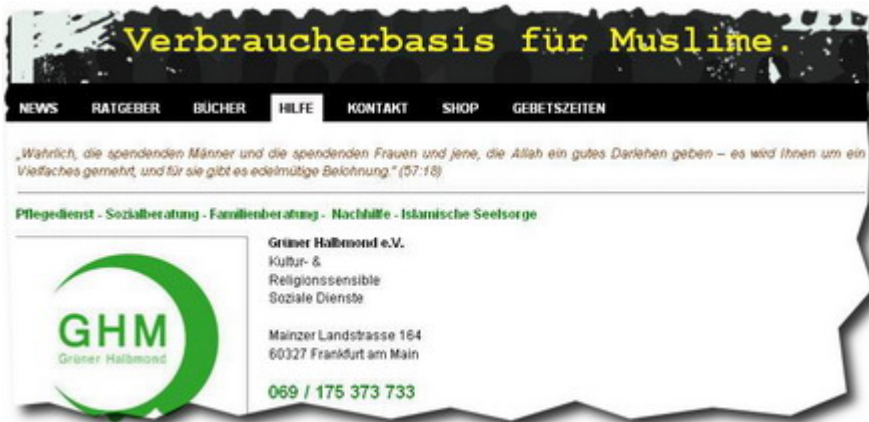 Verbraucherbasis für Muslime.
NEWS RATGEBER BÜCHER HILFE KONTAKT SHOP GEBETSZEITEN
„Wahrlich, die spendenden Männer und die spendenden Frauen und jene, die Allah ein gutes Darlehen geben – es wird Ihnen um ein
Vielfaches gemehrt, und für sie gibt es edelmütige Belohnung." (57:18)
Pflegedienst - Sozialberatung - Familienberatung - Nachhilfe - Islamische Seelsorge
Grüner Halbmond e.V.
Kultur- &
Religionssensible
Soziale Dienste
Mainzer Landstrasse 164
60327 Frankfurt am Main
069 / 175 373 733
GHM
Grüner Halbmond